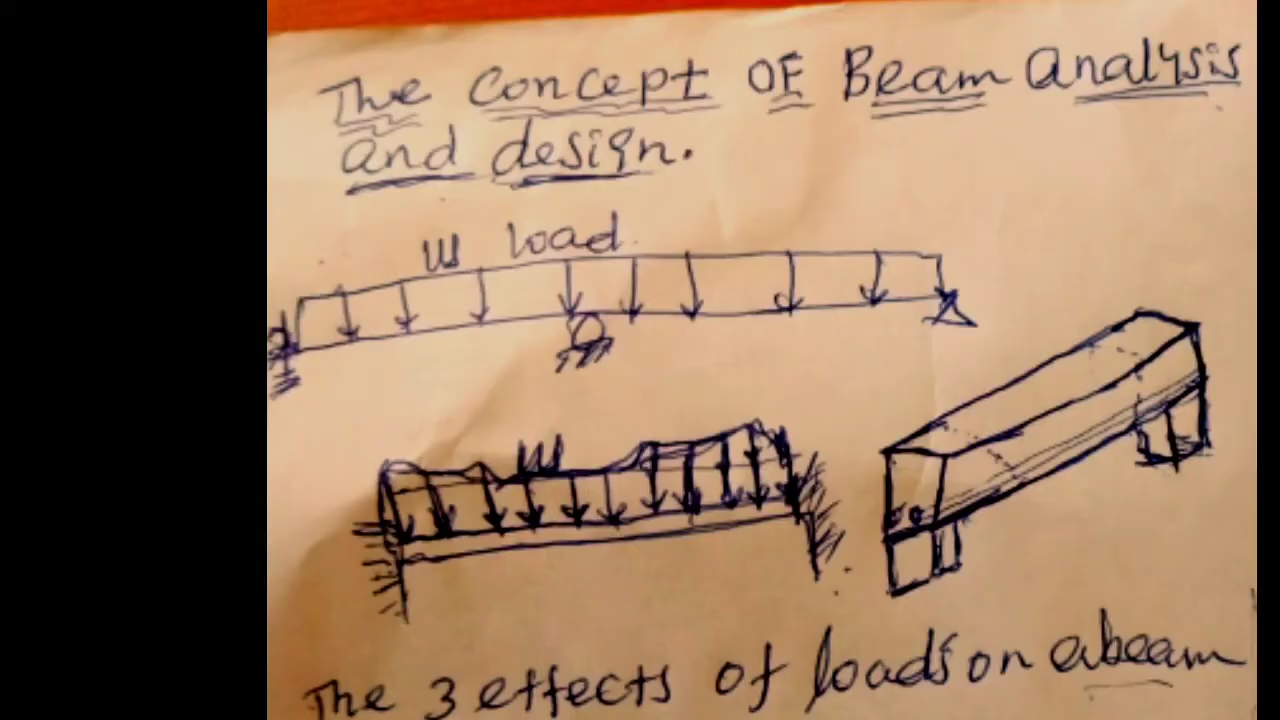 The Concept OF Beam analysis
and design.
W load.
W
The 3 effects of loads on a beam